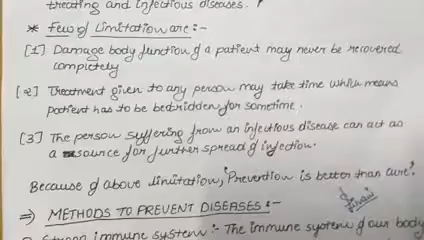 treating and infectious diseases.
* Few of limitation are :-
[1] Damage body function of a patient may never be recovered
completely
[2] Treatment given to any person may take time which means
patient has to be bedridden for sometime.
[3] The person suffering from an infectious disease can act as
a source for further spread of infection.
Because of above limitation, 'Prevention is better than cure'.
⇒) METHODS TO PREVENT DISEASES :-
immune system :- The immune system of our body